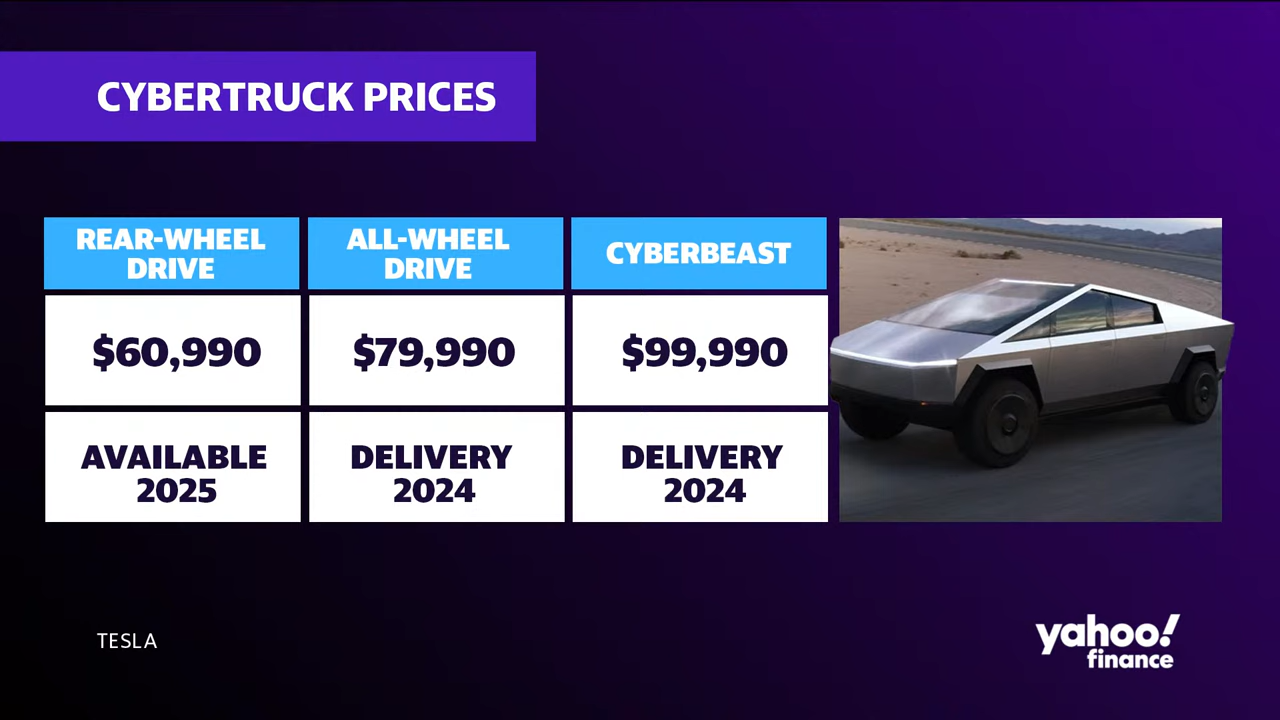 CYBERTRUCK PRICES
REAR-WHEEL
DRIVE
ALL-WHEEL
DRIVE
CYBERBEAST
$60,990
$79,990
$99,990
AVAILABLE
2025
DELIVERY
2024
DELIVERY
2024
TESLA
yahoo!
finance